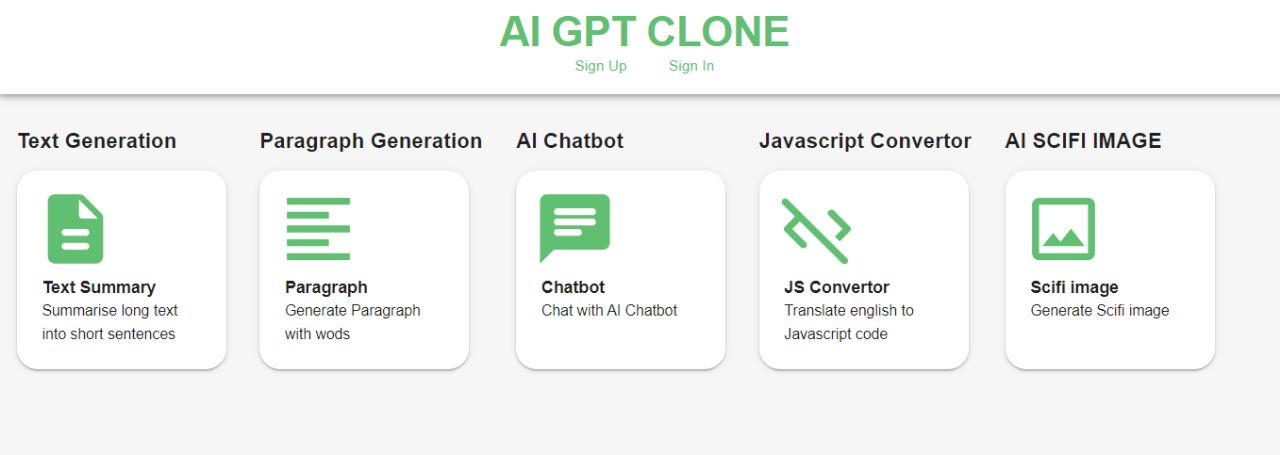 AI GPT CLONE
Sign Up Sign In
Text Generation
Text Summary
Summarise long text
into short sentences
Paragraph Generation
Paragraph
Generate Paragraph
with wods
AI Chatbot
Chatbot
Chat with AI Chatbot
Javascript Convertor
JS Convertor
Translate english to
Javascript code
AI SCIFI IMAGE
Scifi image
Generate Scifi image